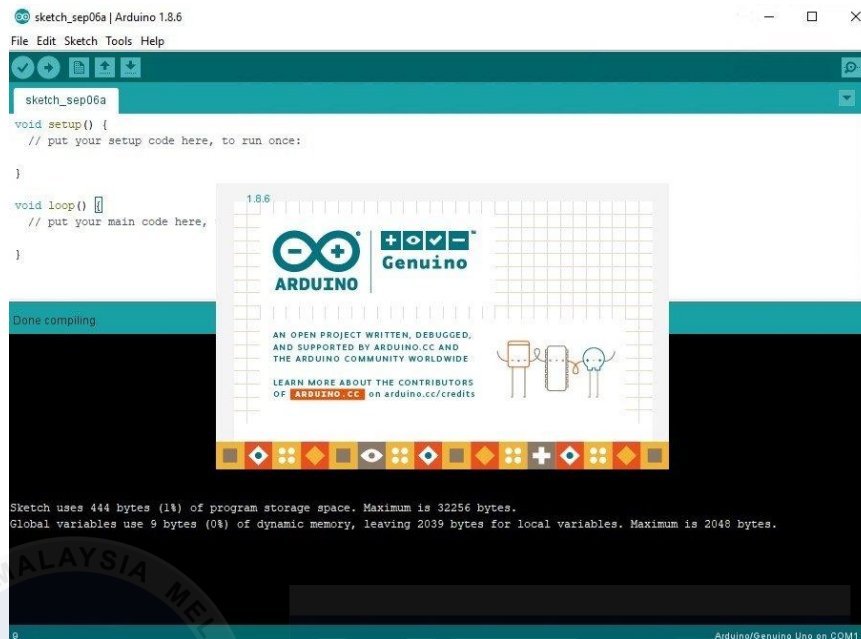 sketch_sep06a | Arduino 1.8.6
File Edit Sketch Tools Help
sketch_sep06a
void setup() {
// put your setup code here, to run once:
}
void loop() {
// put your main code here,
}
1.8.6
ARDUINO
Genuino
AN OPEN PROJECT WRITTEN, DEBUGGED,
AND SUPPORTED BY ARDUINO.CC AND
THE ARDUINO COMMUNITY WORLDWIDE
LEARN MORE ABOUT THE CONTRIBUTORS
OF ARDUINO.CC on arduino.cc/credits
Done compiling.
Sketch uses 444 bytes (1%) of program storage space. Maximum is 32256 bytes.
Global variables use 9 bytes (0%) of dynamic memory, leaving 2039 bytes for local variables. Maximum is 2048 bytes.
MALAYSIA
9
Arduino/Genuino Uno on COM1